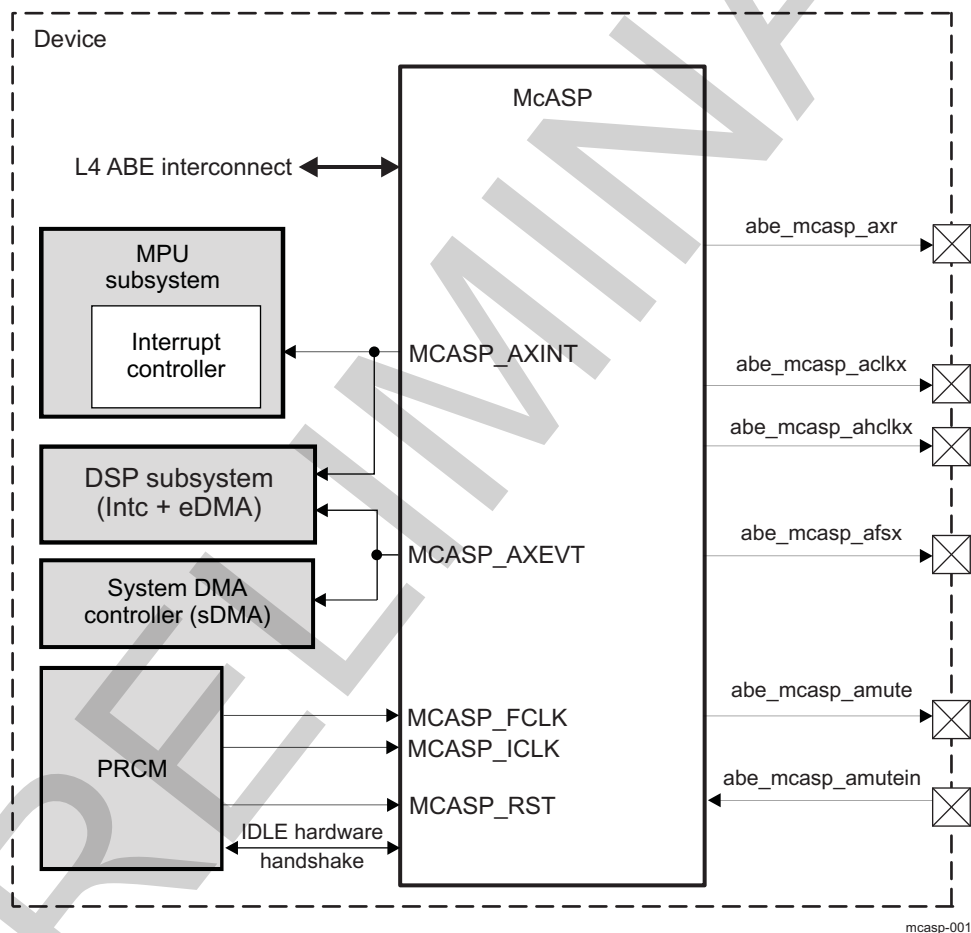 Device
McASP
L4 ABE interconnect
MPU
subsystem
Interrupt
controller
DSP subsystem
(Intc + eDMA)
System DMA
controller (sDMA)
PRCM
MCASP_AXINT
MCASP_AXEVT
MCASP_FCLK
MCASP_ICLK
MCASP_RST
IDLE hardware
handshake
abe_mcasp_axr
abe_mcasp_aclkx
abe_mcasp_ahclkx
abe_mcasp_afsx
abe_mcasp_amute
abe_mcasp_amutein
mcasp-001
RELIMINA